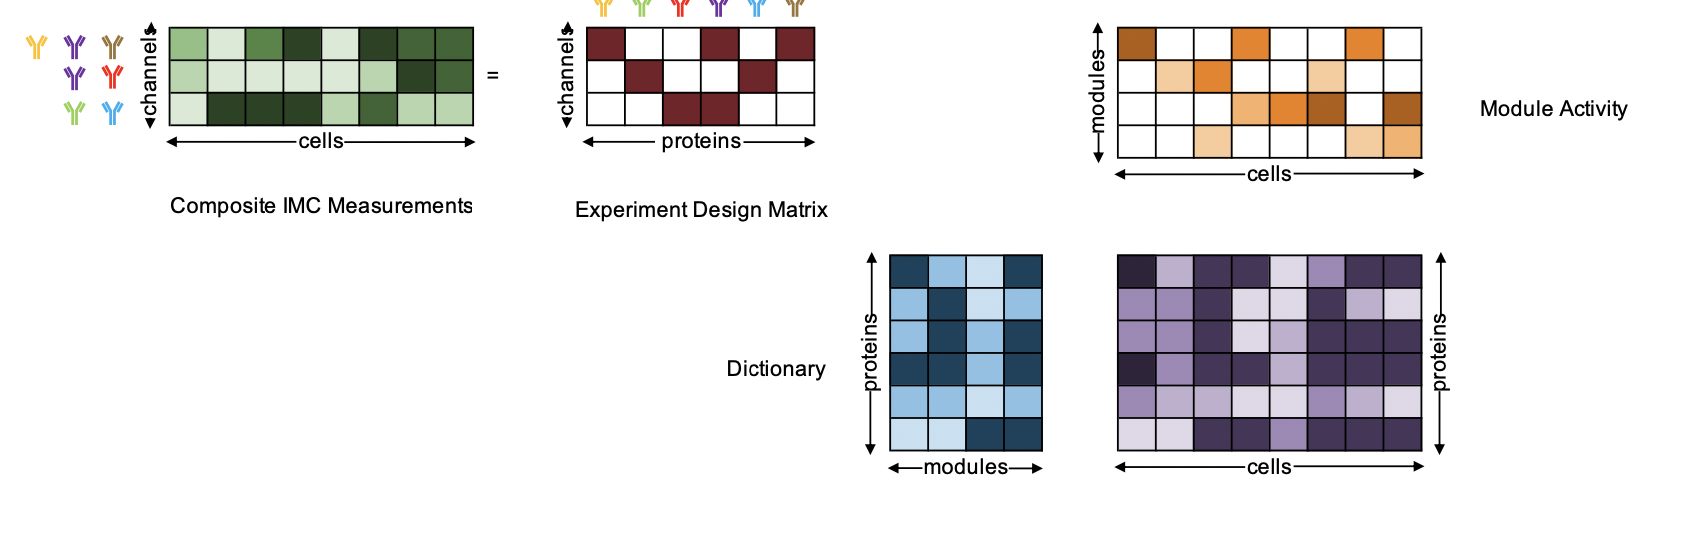 channels
=
channels
modules
cells
proteins
Module Activity
cells
Composite IMC Measurements
Experiment Design Matrix
Dictionary
proteins
proteins
modules
cells